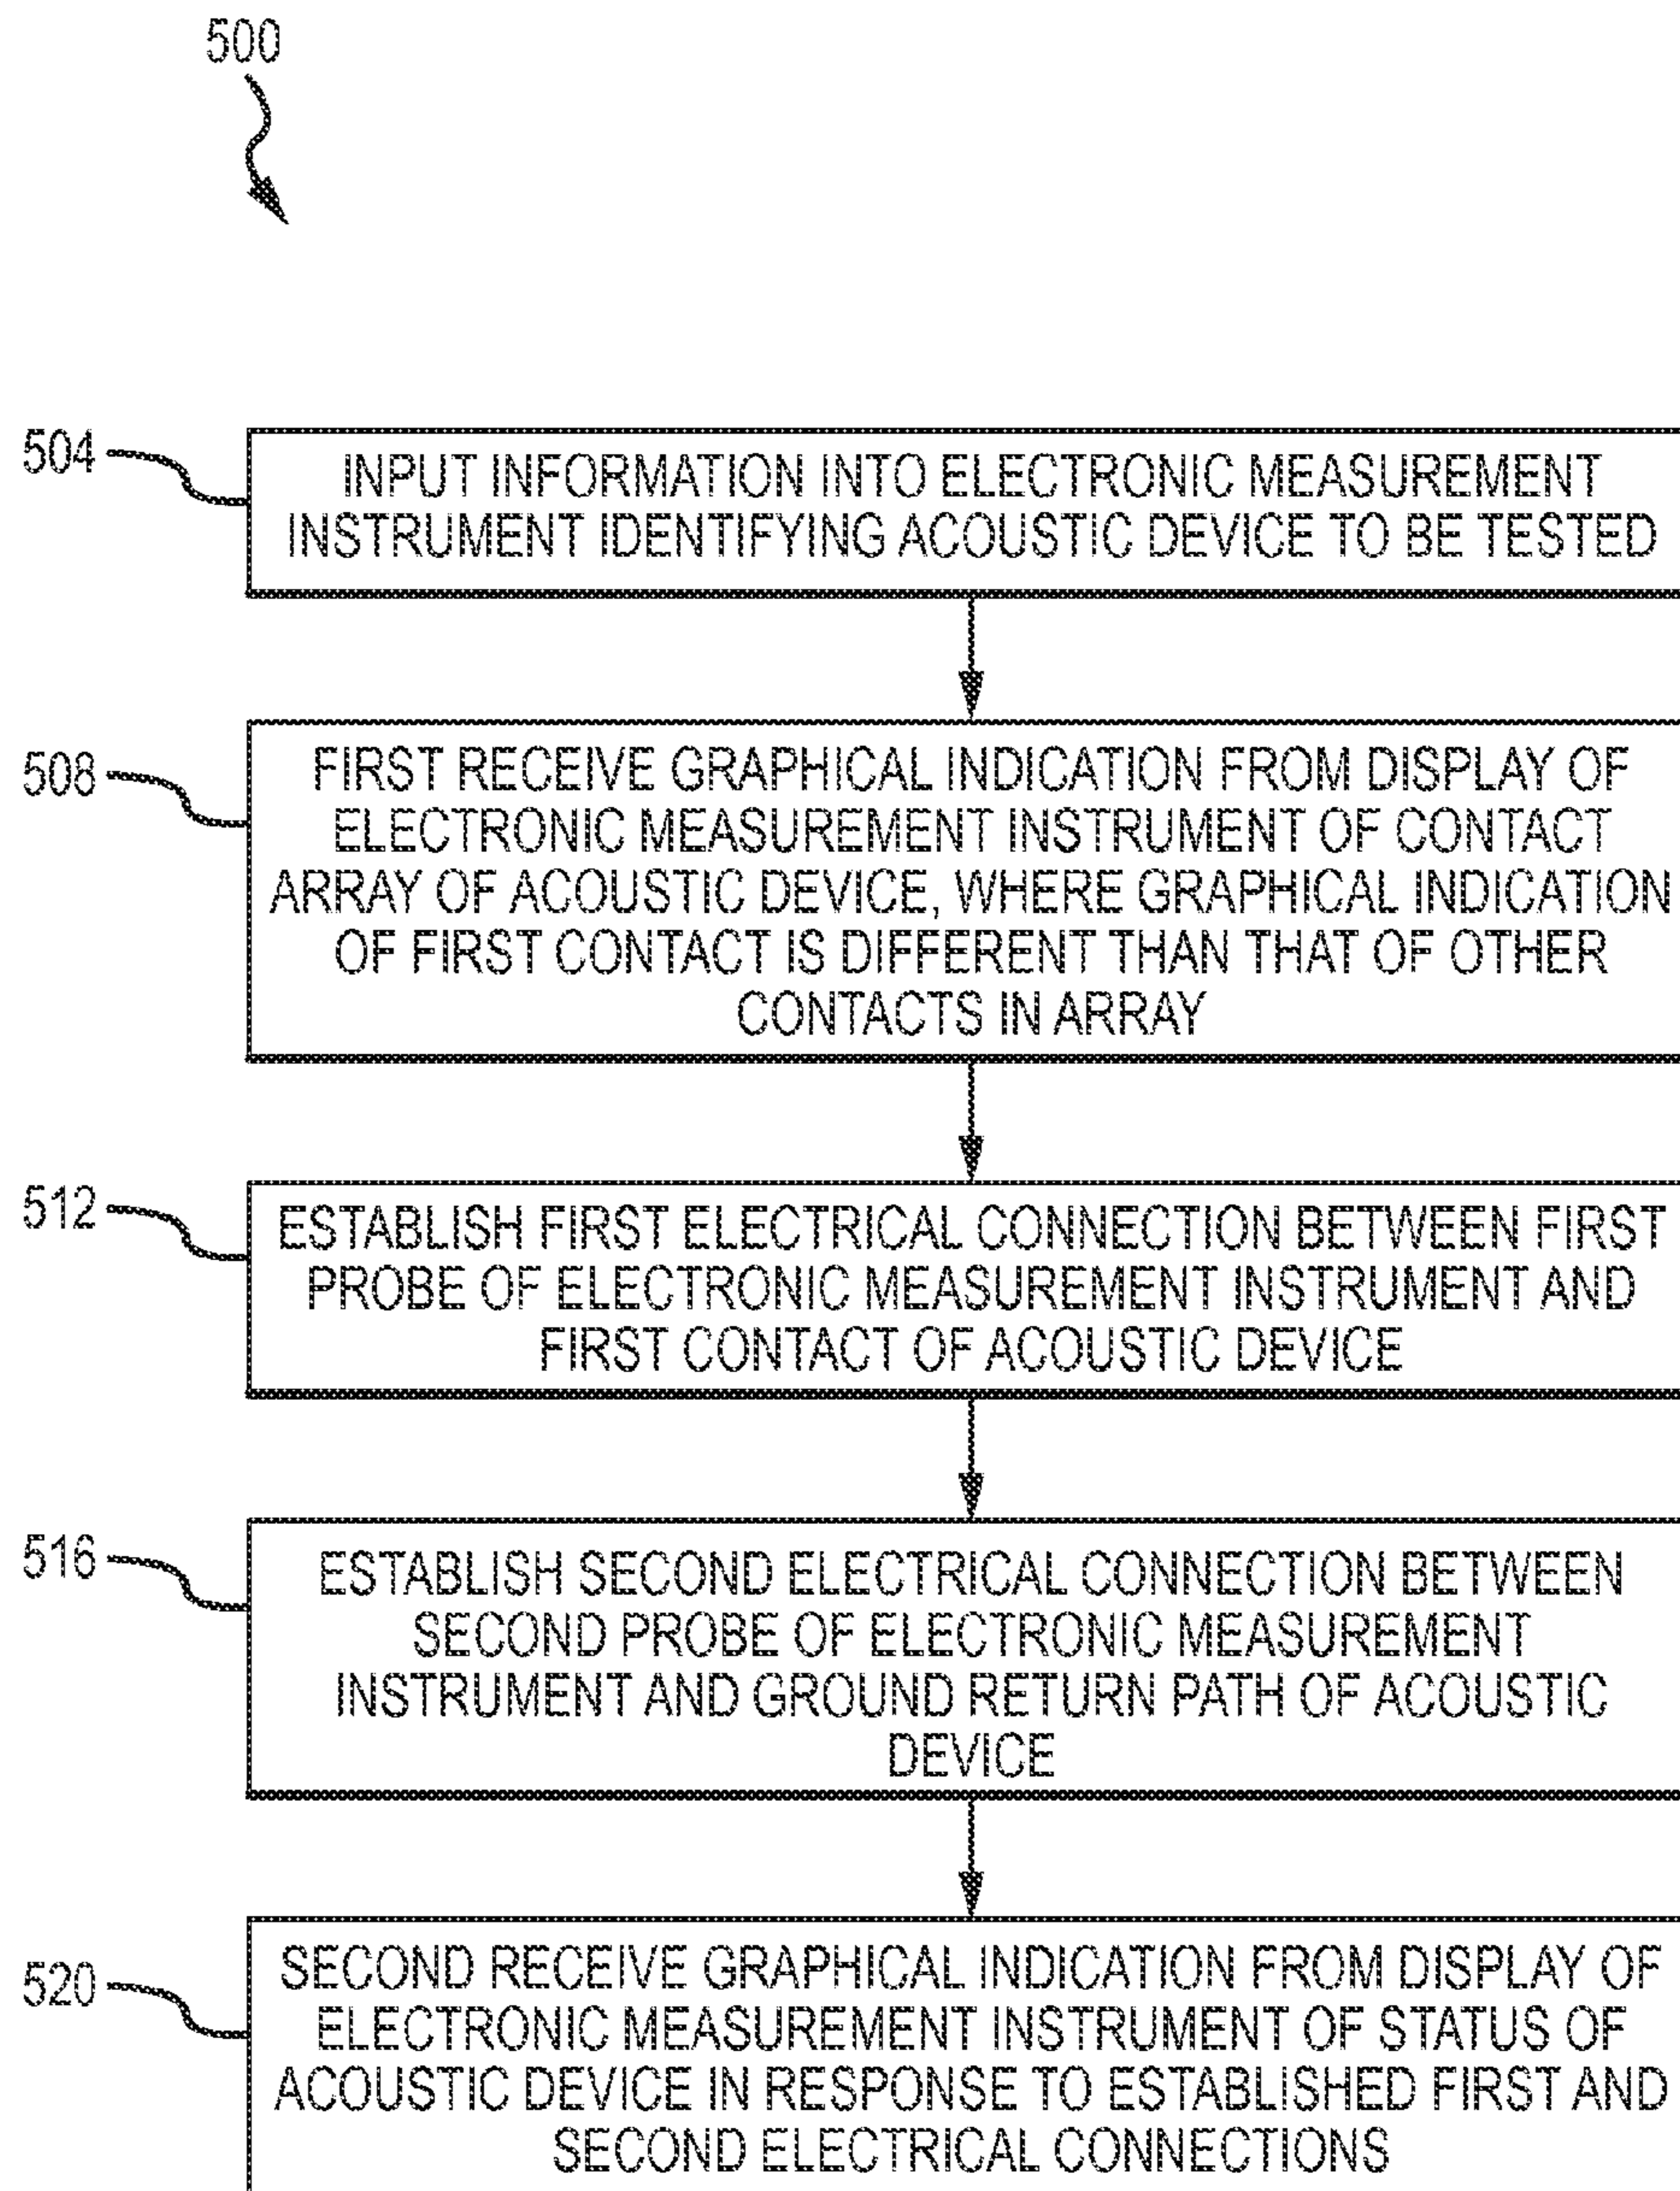 500
504
INPUT INFORMATION INTO ELECTRONIC MEASUREMENT
INSTRUMENT IDENTIFYING ACOUSTIC DEVICE TO BE TESTED
508
FIRST RECEIVE GRAPHICAL INDICATION FROM DISPLAY OF
ELECTRONIC MEASUREMENT INSTRUMENT OF CONTACT
ARRAY OF ACOUSTIC DEVICE, WHERE GRAPHICAL INDICATION
OF FIRST CONTACT IS DIFFERENT THAN THAT OF OTHER
CONTACTS IN ARRAY
512
ESTABLISH FIRST ELECTRICAL CONNECTION BETWEEN FIRST
PROBE OF ELECTRONIC MEASUREMENT INSTRUMENT AND
FIRST CONTACT OF ACOUSTIC DEVICE
516
ESTABLISH SECOND ELECTRICAL CONNECTION BETWEEN
SECOND PROBE OF ELECTRONIC MEASUREMENT
INSTRUMENT AND GROUND RETURN PATH OF ACOUSTIC
DEVICE
520
SECOND RECEIVE GRAPHICAL INDICATION FROM DISPLAY OF
ELECTRONIC MEASUREMENT INSTRUMENT OF STATUS OF
ACOUSTIC DEVICE IN RESPONSE TO ESTABLISHED FIRST AND
SECOND ELECTRICAL CONNECTIONS